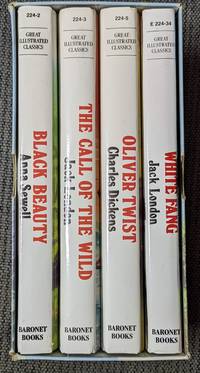 224-2
GREAT
ILLUSTRATED
CLASSICS
BLACK BEAUTY
Anna Sewell
BARONET
BOOKS
224-3
GREAT
ILLUSTRATED
CLASSICS
THE CALL OF THE WILD
Jack London
BARONET
BOOKS
224-5
GREAT
ILLUSTRATED
CLASSICS
OLIVER TWIST
Charles Dickens
BARONET
BOOKS
E 224-34
GREAT
ILLUSTRATED
CLASSICS
WHITE FANG
Jack London
BARONET
BOOKS